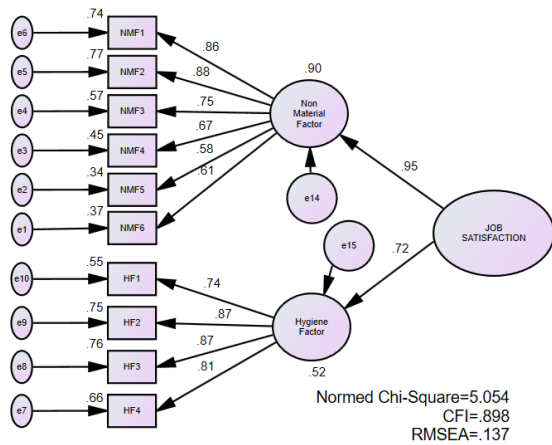 .74
e6
NMF1
.86
.77
e5
NMF2
.88
.90
.57
e4
NMF3
.75
Non
Material
Factor
.45
e3
NMF4
.67
.34
e2
NMF5
.58
.37
e1
NMF6
.61
e14
.95
e15
JOB
SATISFACTION
.72
.55
e10
HF1
.74
.75
e9
HF2
.87
.76
e8
HF3
.87
Hygiene
Factor
.66
e7
HF4
.81
.52
Normed Chi-Square=5.054
CFI=.898
RMSEA=.137